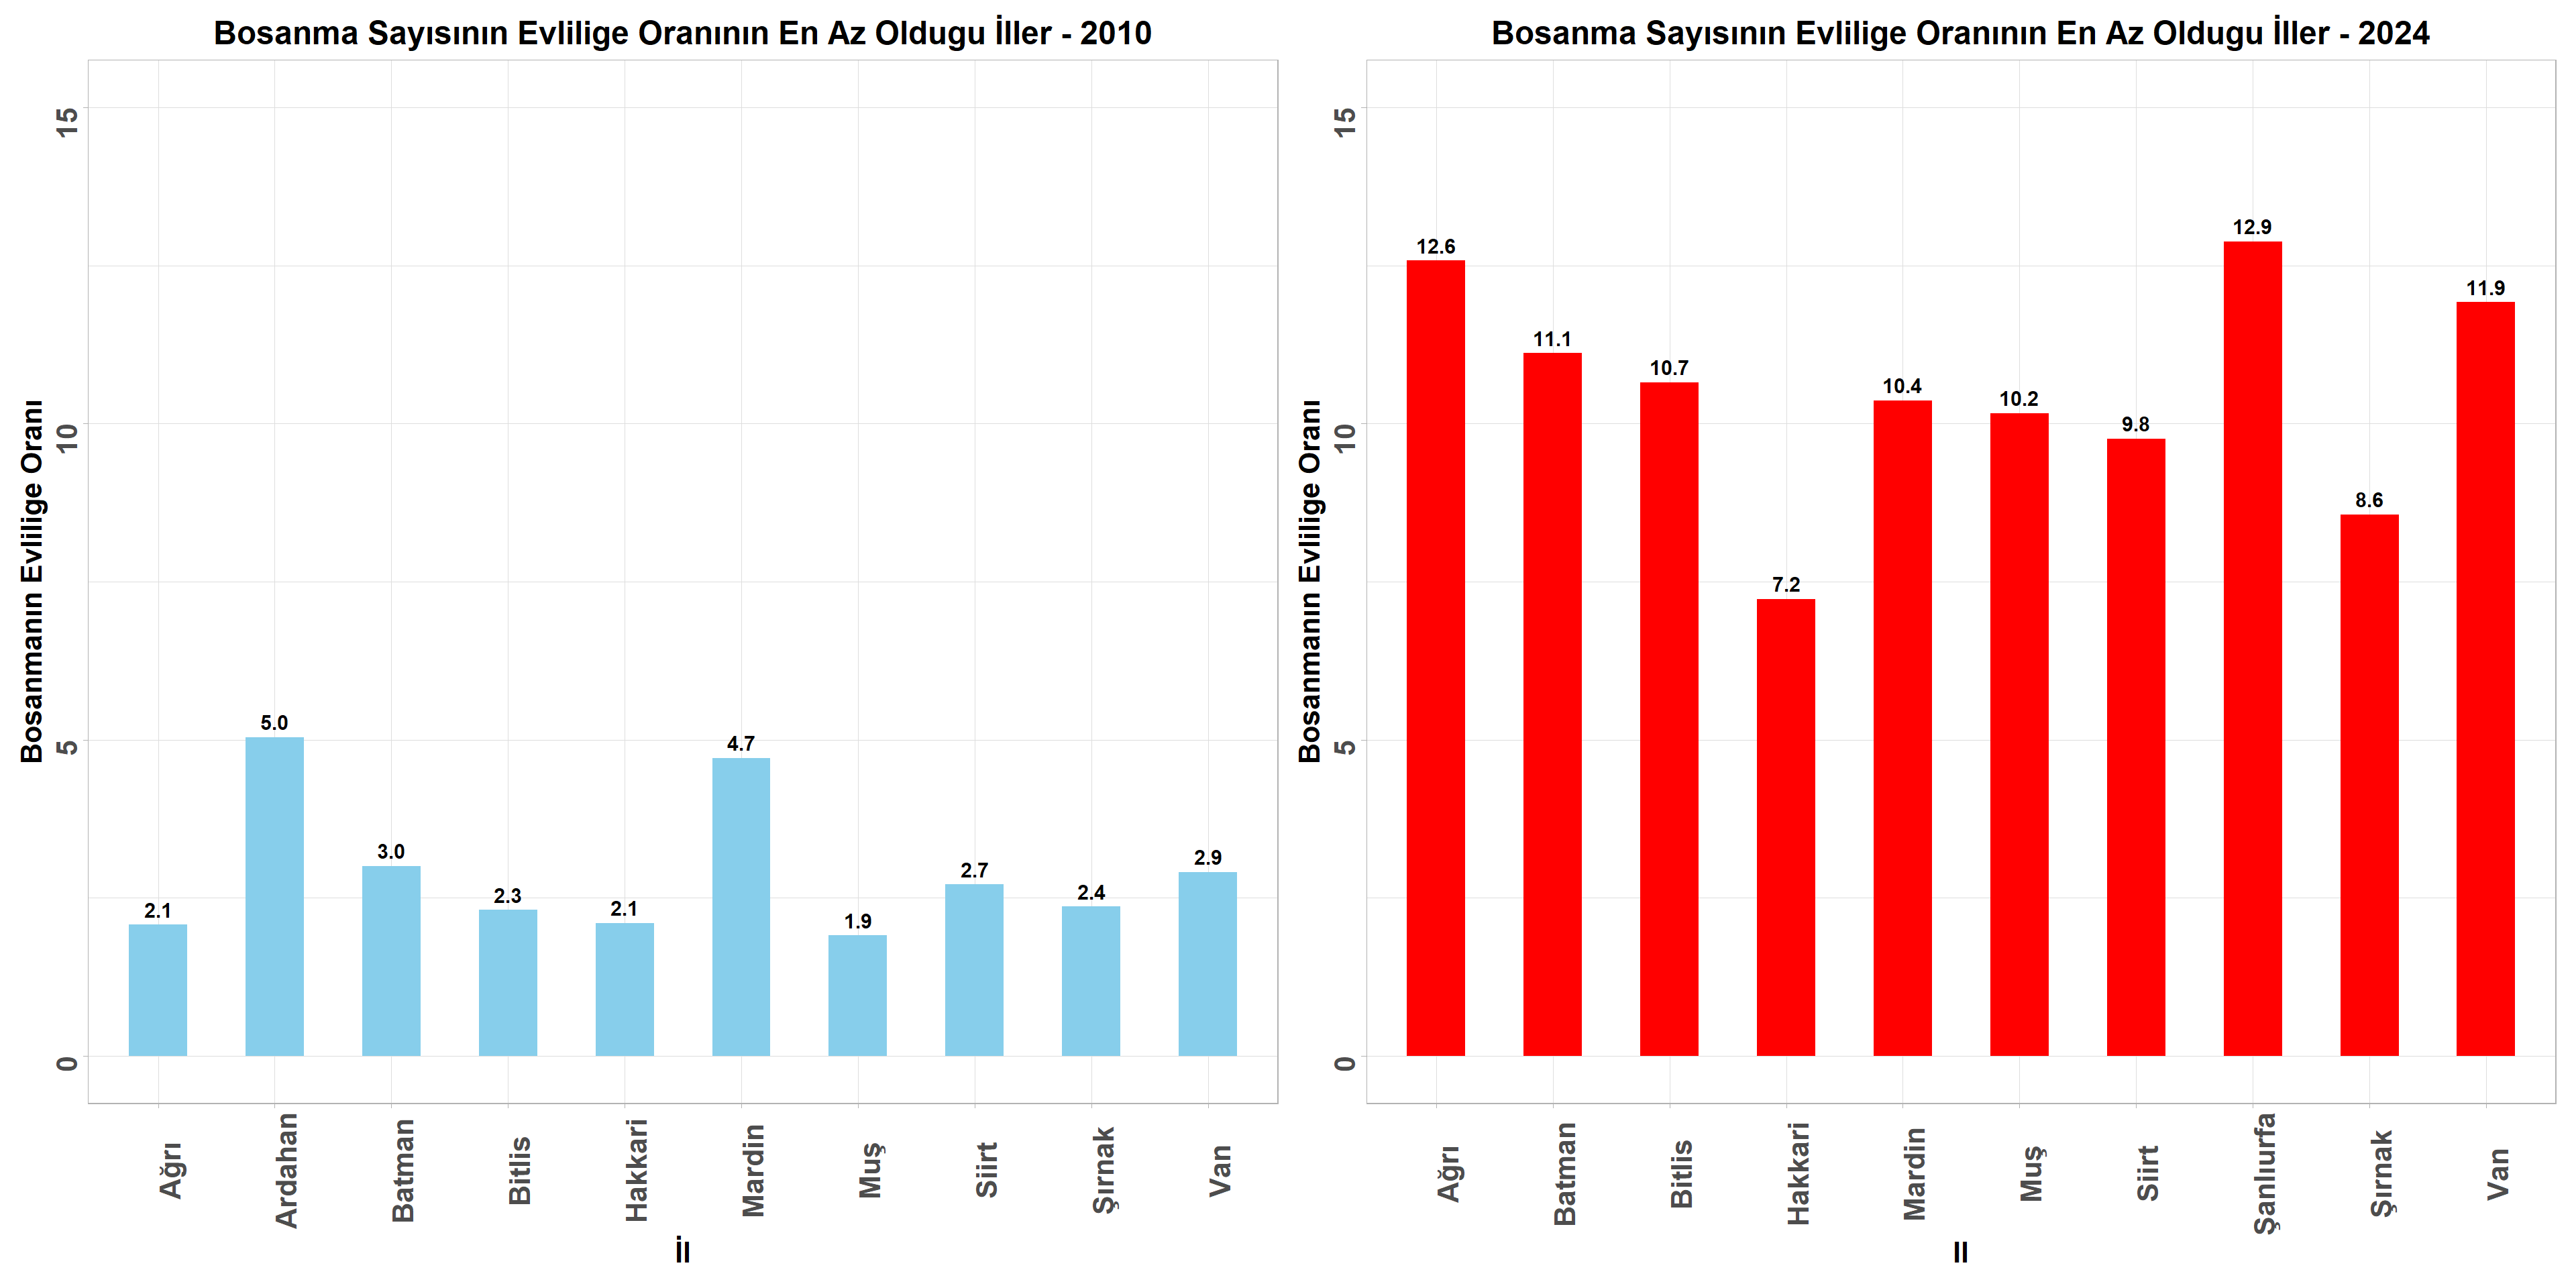 Bosanma Sayısının Evlilige Oranının En Az Oldugu İller - 2010
Bosanmanın Evlilige Oranı
15
10
5
0
2.1
5.0
3.0
2.3
2.1
4.7
1.9
2.7
2.4
2.9
Ağrı
Ardahan
Batman
Bitlis
Hakkari
Mardin
Muş
Siirt
Şırnak
Van
İl
Bosanma Sayısının Evlilige Oranının En Az Oldugu İller - 2024
Bosanmanın Evlilige Oranı
15
10
5
0
12.6
11.1
10.7
7.2
10.4
10.2
9.8
12.9
8.6
11.9
Ağrı
Batman
Bitlis
Hakkari
Mardin
Muş
Siirt
Şanlıurfa
Şırnak
Van
Il